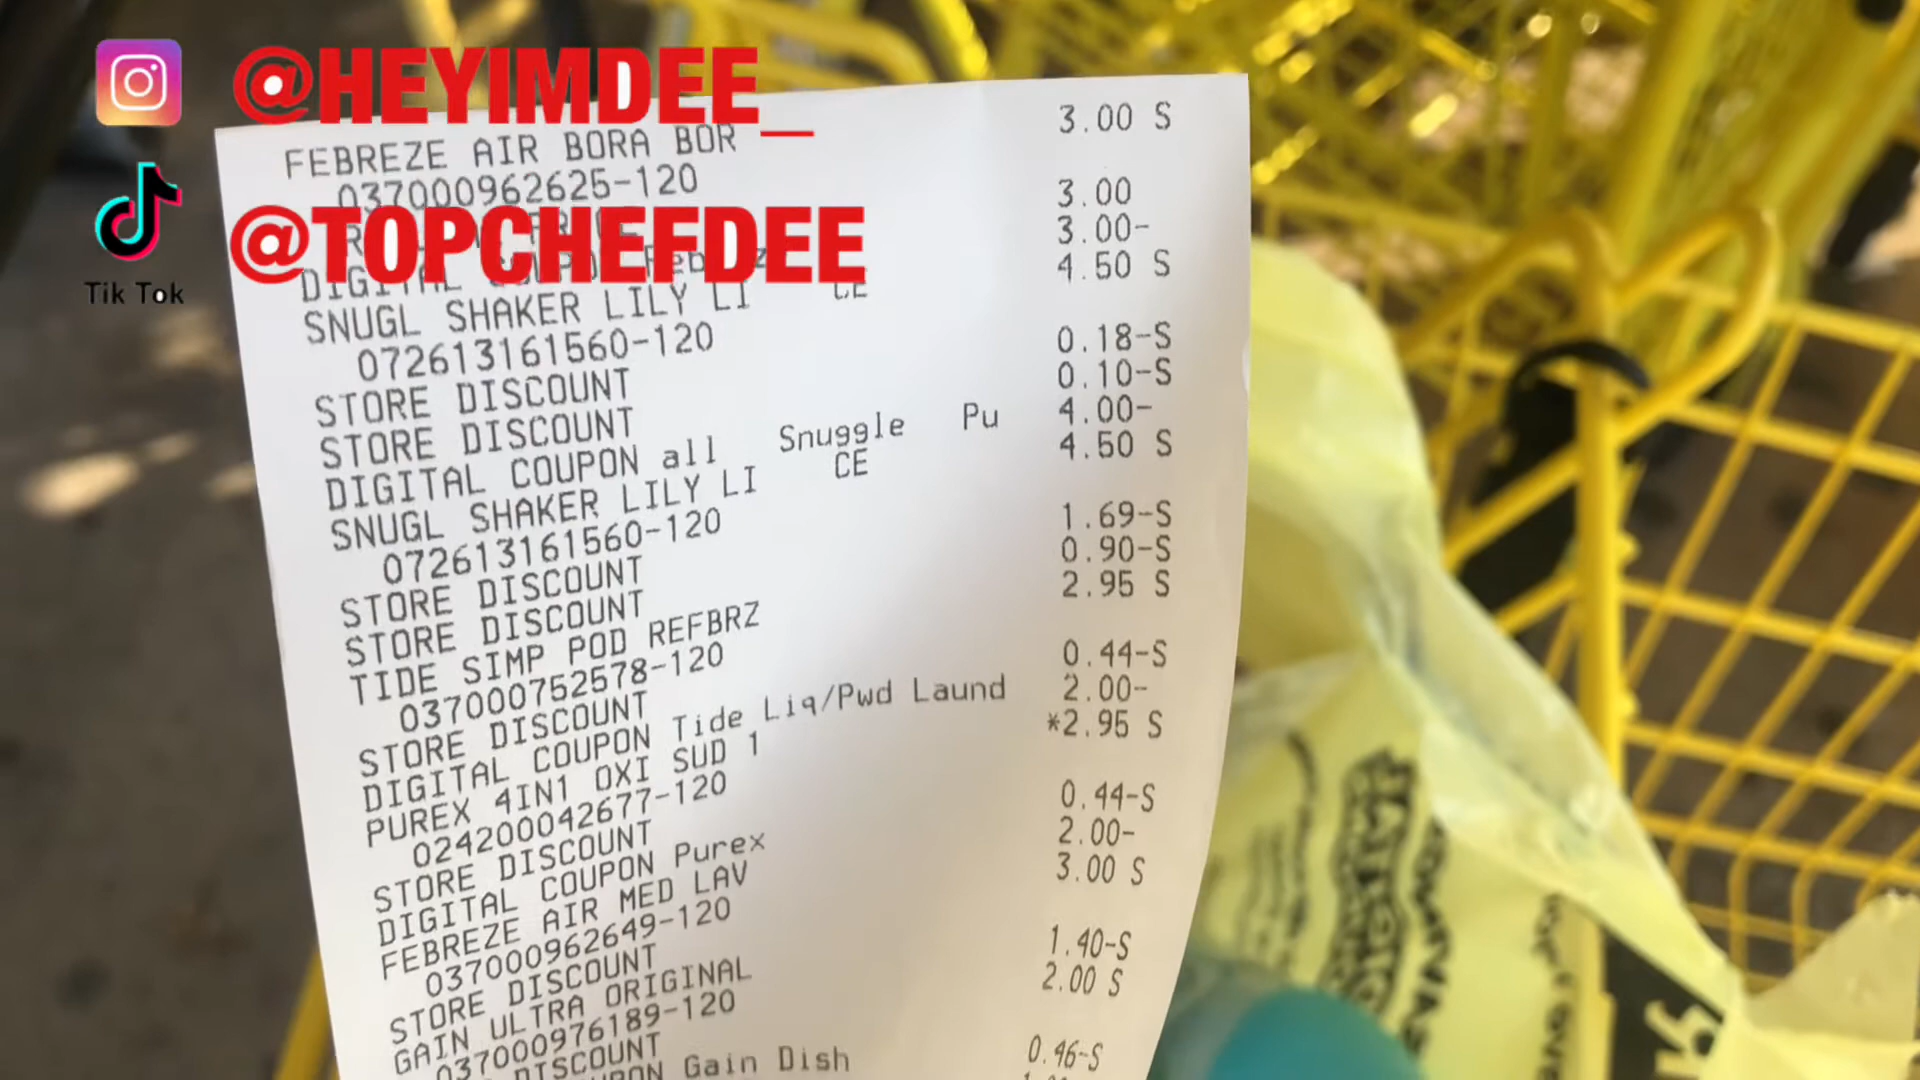 @HEYIMDEE_
@TOPCHEFDEE
Tik Tok
FEBREZE AIR BORA BOR 3.00 S
037000962625-120
3.00
DIGITAL 3.00-
SNUGL SHAKER LILY LI CE 4.50 S
072613161560-120
STORE DISCOUNT 0.18-S
STORE DISCOUNT 0.10-S
DIGITAL COUPON all Snuggle Pu 4.00-
SNUGL SHAKER LILY LI CE 4.50 S
072613161560-120
STORE DISCOUNT 1.69-S
STORE DISCOUNT 0.90-S
TIDE SIMP POD REFBRZ 2.95 S
037000752578-120
STORE DISCOUNT 0.44-S
DIGITAL COUPON Tide Liq/Pwd Laund 2.00-
PUREX 4IN1 OXI SUD 1 *2.95 S
024200042677-120
STORE DISCOUNT 0.44-S
DIGITAL COUPON Purex 2.00-
FEBREZE AIR MED LAV 3.00 S
037000962649-120
STORE DISCOUNT 1.40-S
GAIN ULTRA ORIGINAL 2.00 S
037000976189-120
DISCOUNT 0.46-S
Gain Dish